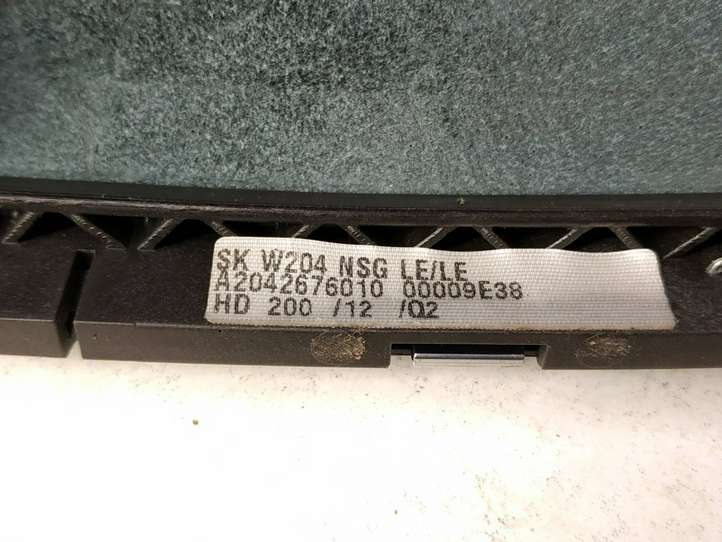 SK W204 NSG LE/LE
A2042676010 00009E38
HD 200 /12 /Q2